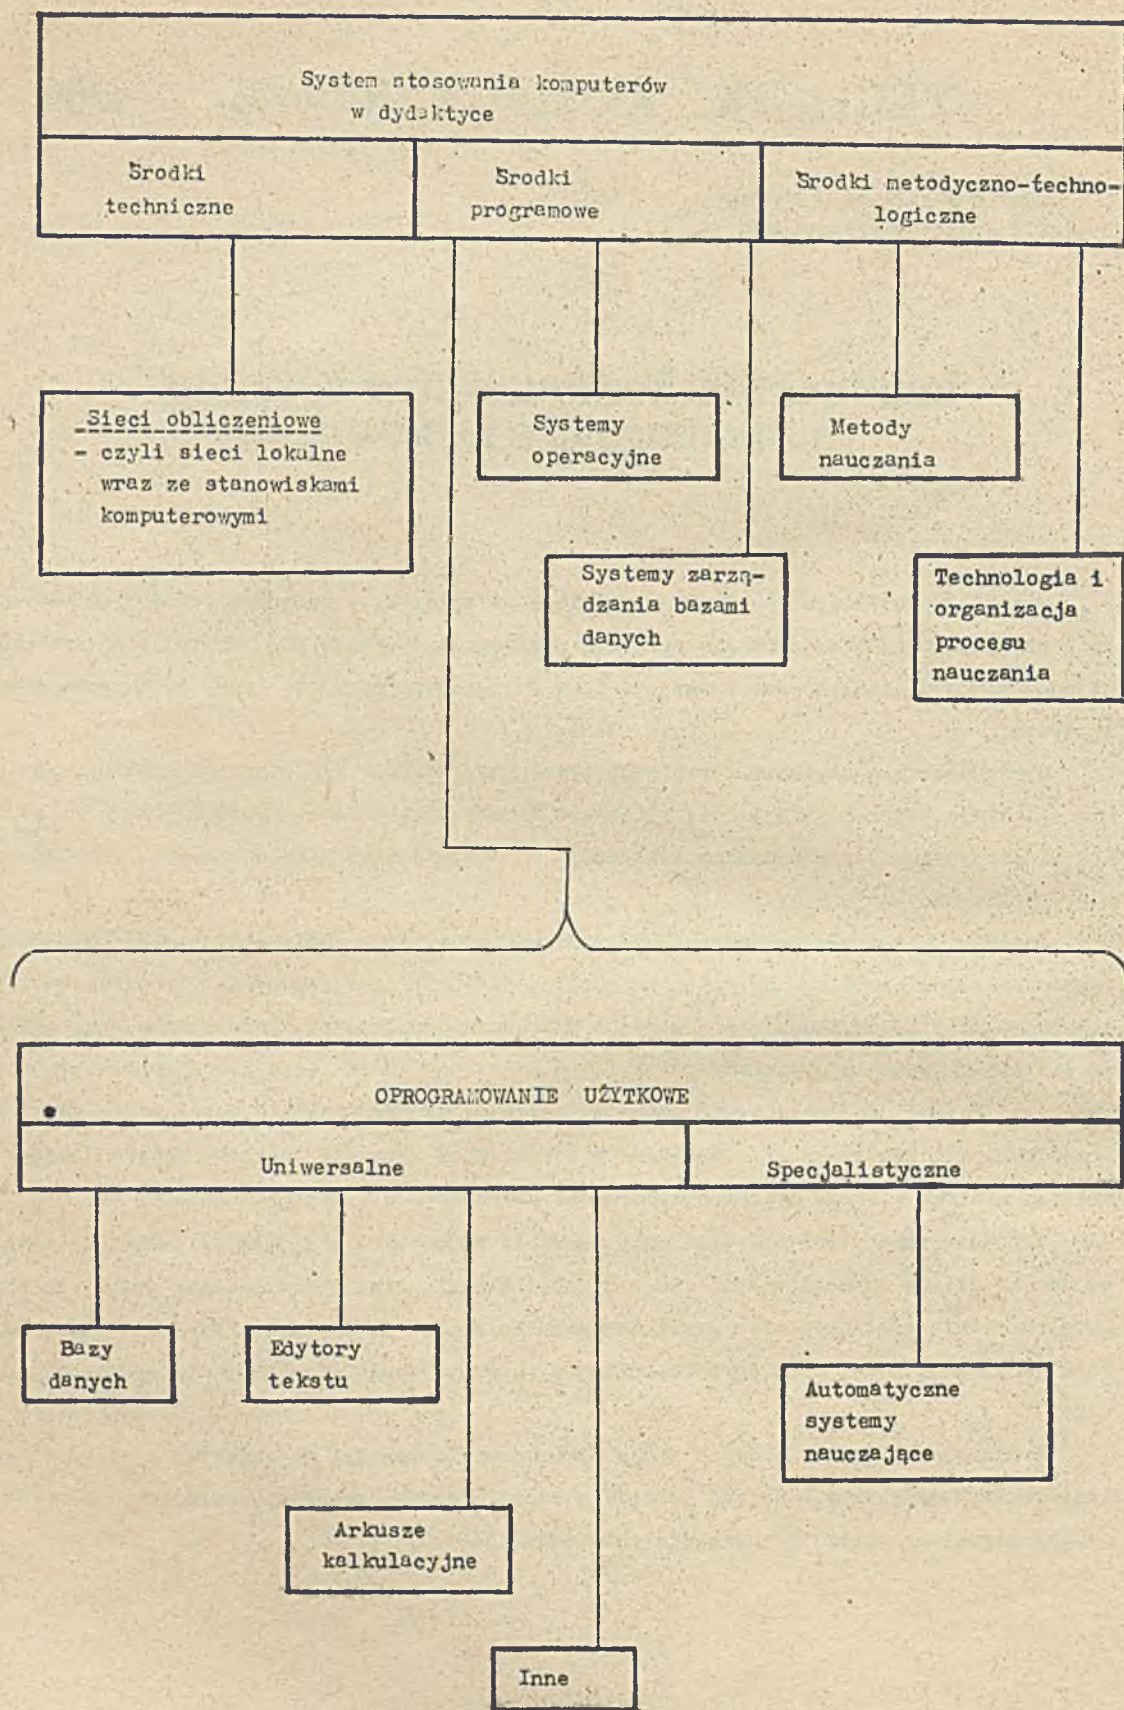 System stosowania komputerów
w dydaktyce
Środki
techniczne
Środki
programowe
Środki metodyczno-techno-
logiczne
Sieci obliczeniowe
- czyli sieci lokalne
wraz ze stanowiskami
komputerowymi
Systemy
operacyjne
Metody
nauczania
Systemy zarzą-
dzania bazami
danych
Technologia i
organizacja
procesu
nauczania
OPROGRAMOWANIE UŻYTKOWE
Uniwersalne
Specjalistyczne
Bazy
danych
Edytory
tekstu
Automatyczne
systemy
nauczające
Arkusze
kalkulacyjne
Inne